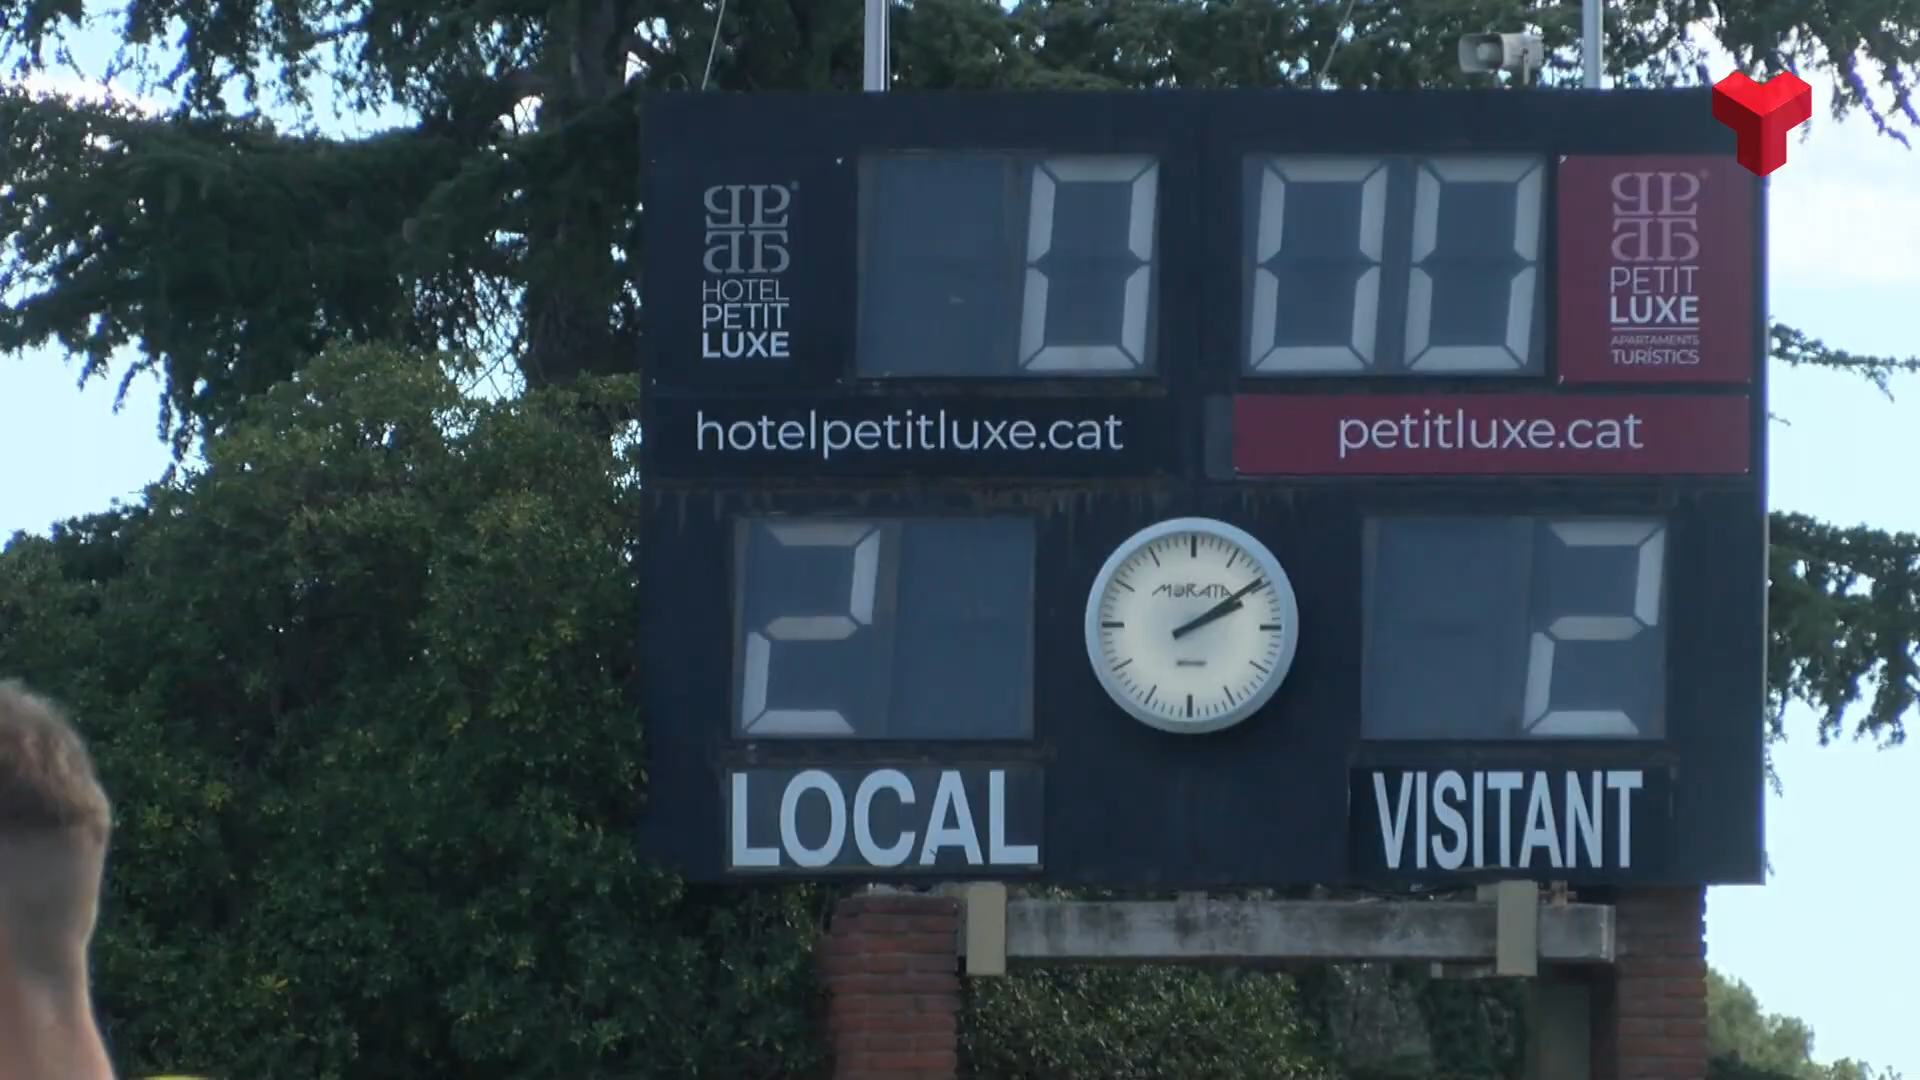 0 00
HOTEL
PETIT
LUXE
PETIT
LUXE
APARTAMENTS
TURÍSTICS
hotelpetitluxe.cat
petitluxe.cat
2 2
MORATA
LOCAL
VISITANT